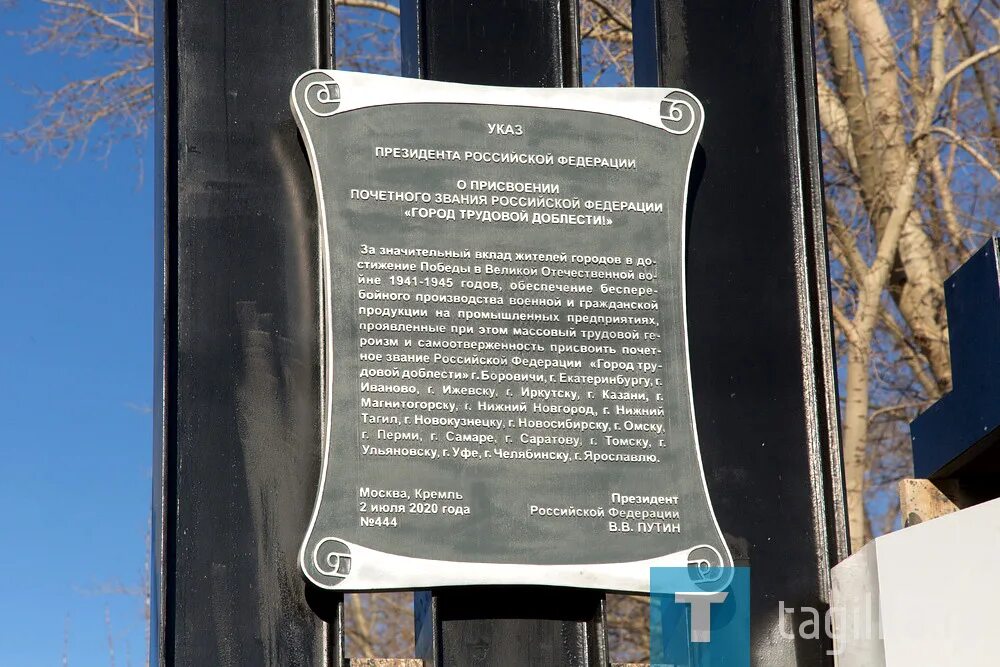 УКАЗ
ПРЕЗИДЕНТА РОССИЙСКОЙ ФЕДЕРАЦИИ
О ПРИСВОЕНИИ
ПОЧЕТНОГО ЗВАНИЯ РОССИЙСКОЙ ФЕДЕРАЦИИ
«ГОРОД ТРУДОВОЙ ДОБЛЕСТИ!»
За значительный вклад жителей городов в до-
стижение Победы в Великой Отечественной во-
йне 1941-1945 годов, обеспечение беспере-
бойного производства военной и гражданской
продукции на промышленных предприятиях,
проявленные при этом массовый трудовой ге-
роизм и самоотверженность присвоить почет-
ное звание Российской Федерации «Город тру-
довой доблести» г. Боровичи, г. Екатеринбургу, г.
Иваново, г. Ижевску, г. Иркутску, г. Казани, г.
Магнитогорску, г. Нижний Новгород, г. Нижний
Тагил, г. Новокузнецку, г. Новосибирску, г. Омску,
г. Перми, г. Самаре, г. Саратову, г. Томску, г.
Ульяновску, г. Уфе, г. Челябинску, г. Ярославлю.
Москва, Кремль
2 июля 2020 года
№444
Президент
Российской Федерации
В.В. ПУТИН